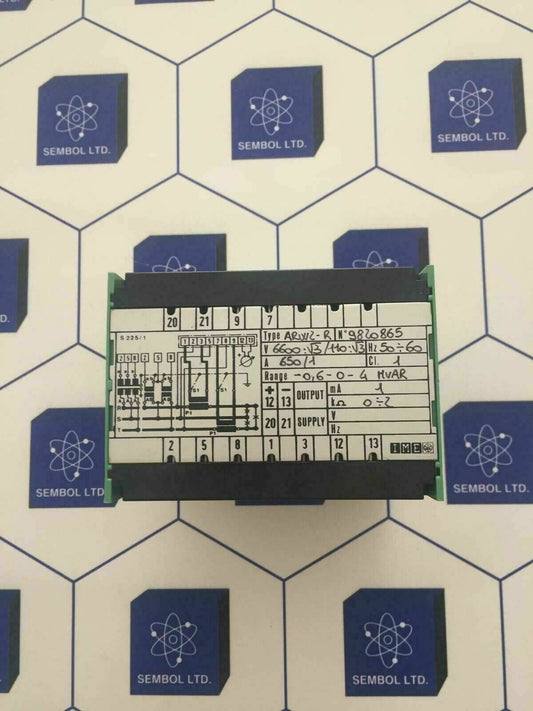 SEMBOL LTD.
SEMBOL LTD.
SEMBOL LTD.
20 21 9 7
S 225/1
Type ARW2-R N° 9820865
V 6600:√3/110:√3 Hz 50÷60
A 650/1 Cl. 1
Range -0,6-0-4 MVAR
+ 12 - 13 OUTPUT mA 1
kΩ 0÷2
20 21 SUPPLY V
Hz
2 5 8 1 3 12 13 IME
SEMBOL LTD.
SEMBOL LTD.
SEMBOL LTD.
SEMBOL LTD.
SEMBOL LTD.